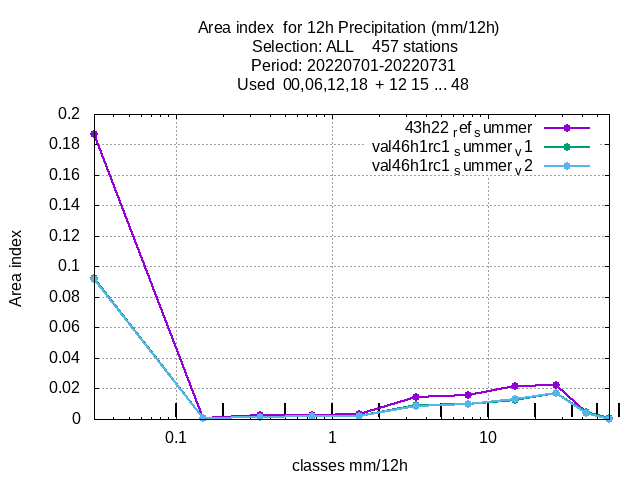 Area index  for 12h Precipitation (mm/12h)
Selection: ALL    457 stations
Period: 20220701-20220731
Used  00,06,12,18  + 12 15 ... 48
43h22 ref summer
val46h1rc1 summer v1
val46h1rc1 summer v2
0.2
0.18
0.16
0.14
0.12
0.1
0.08
0.06
0.04
0.02
0
Area index
0.1 1 10
classes mm/12h